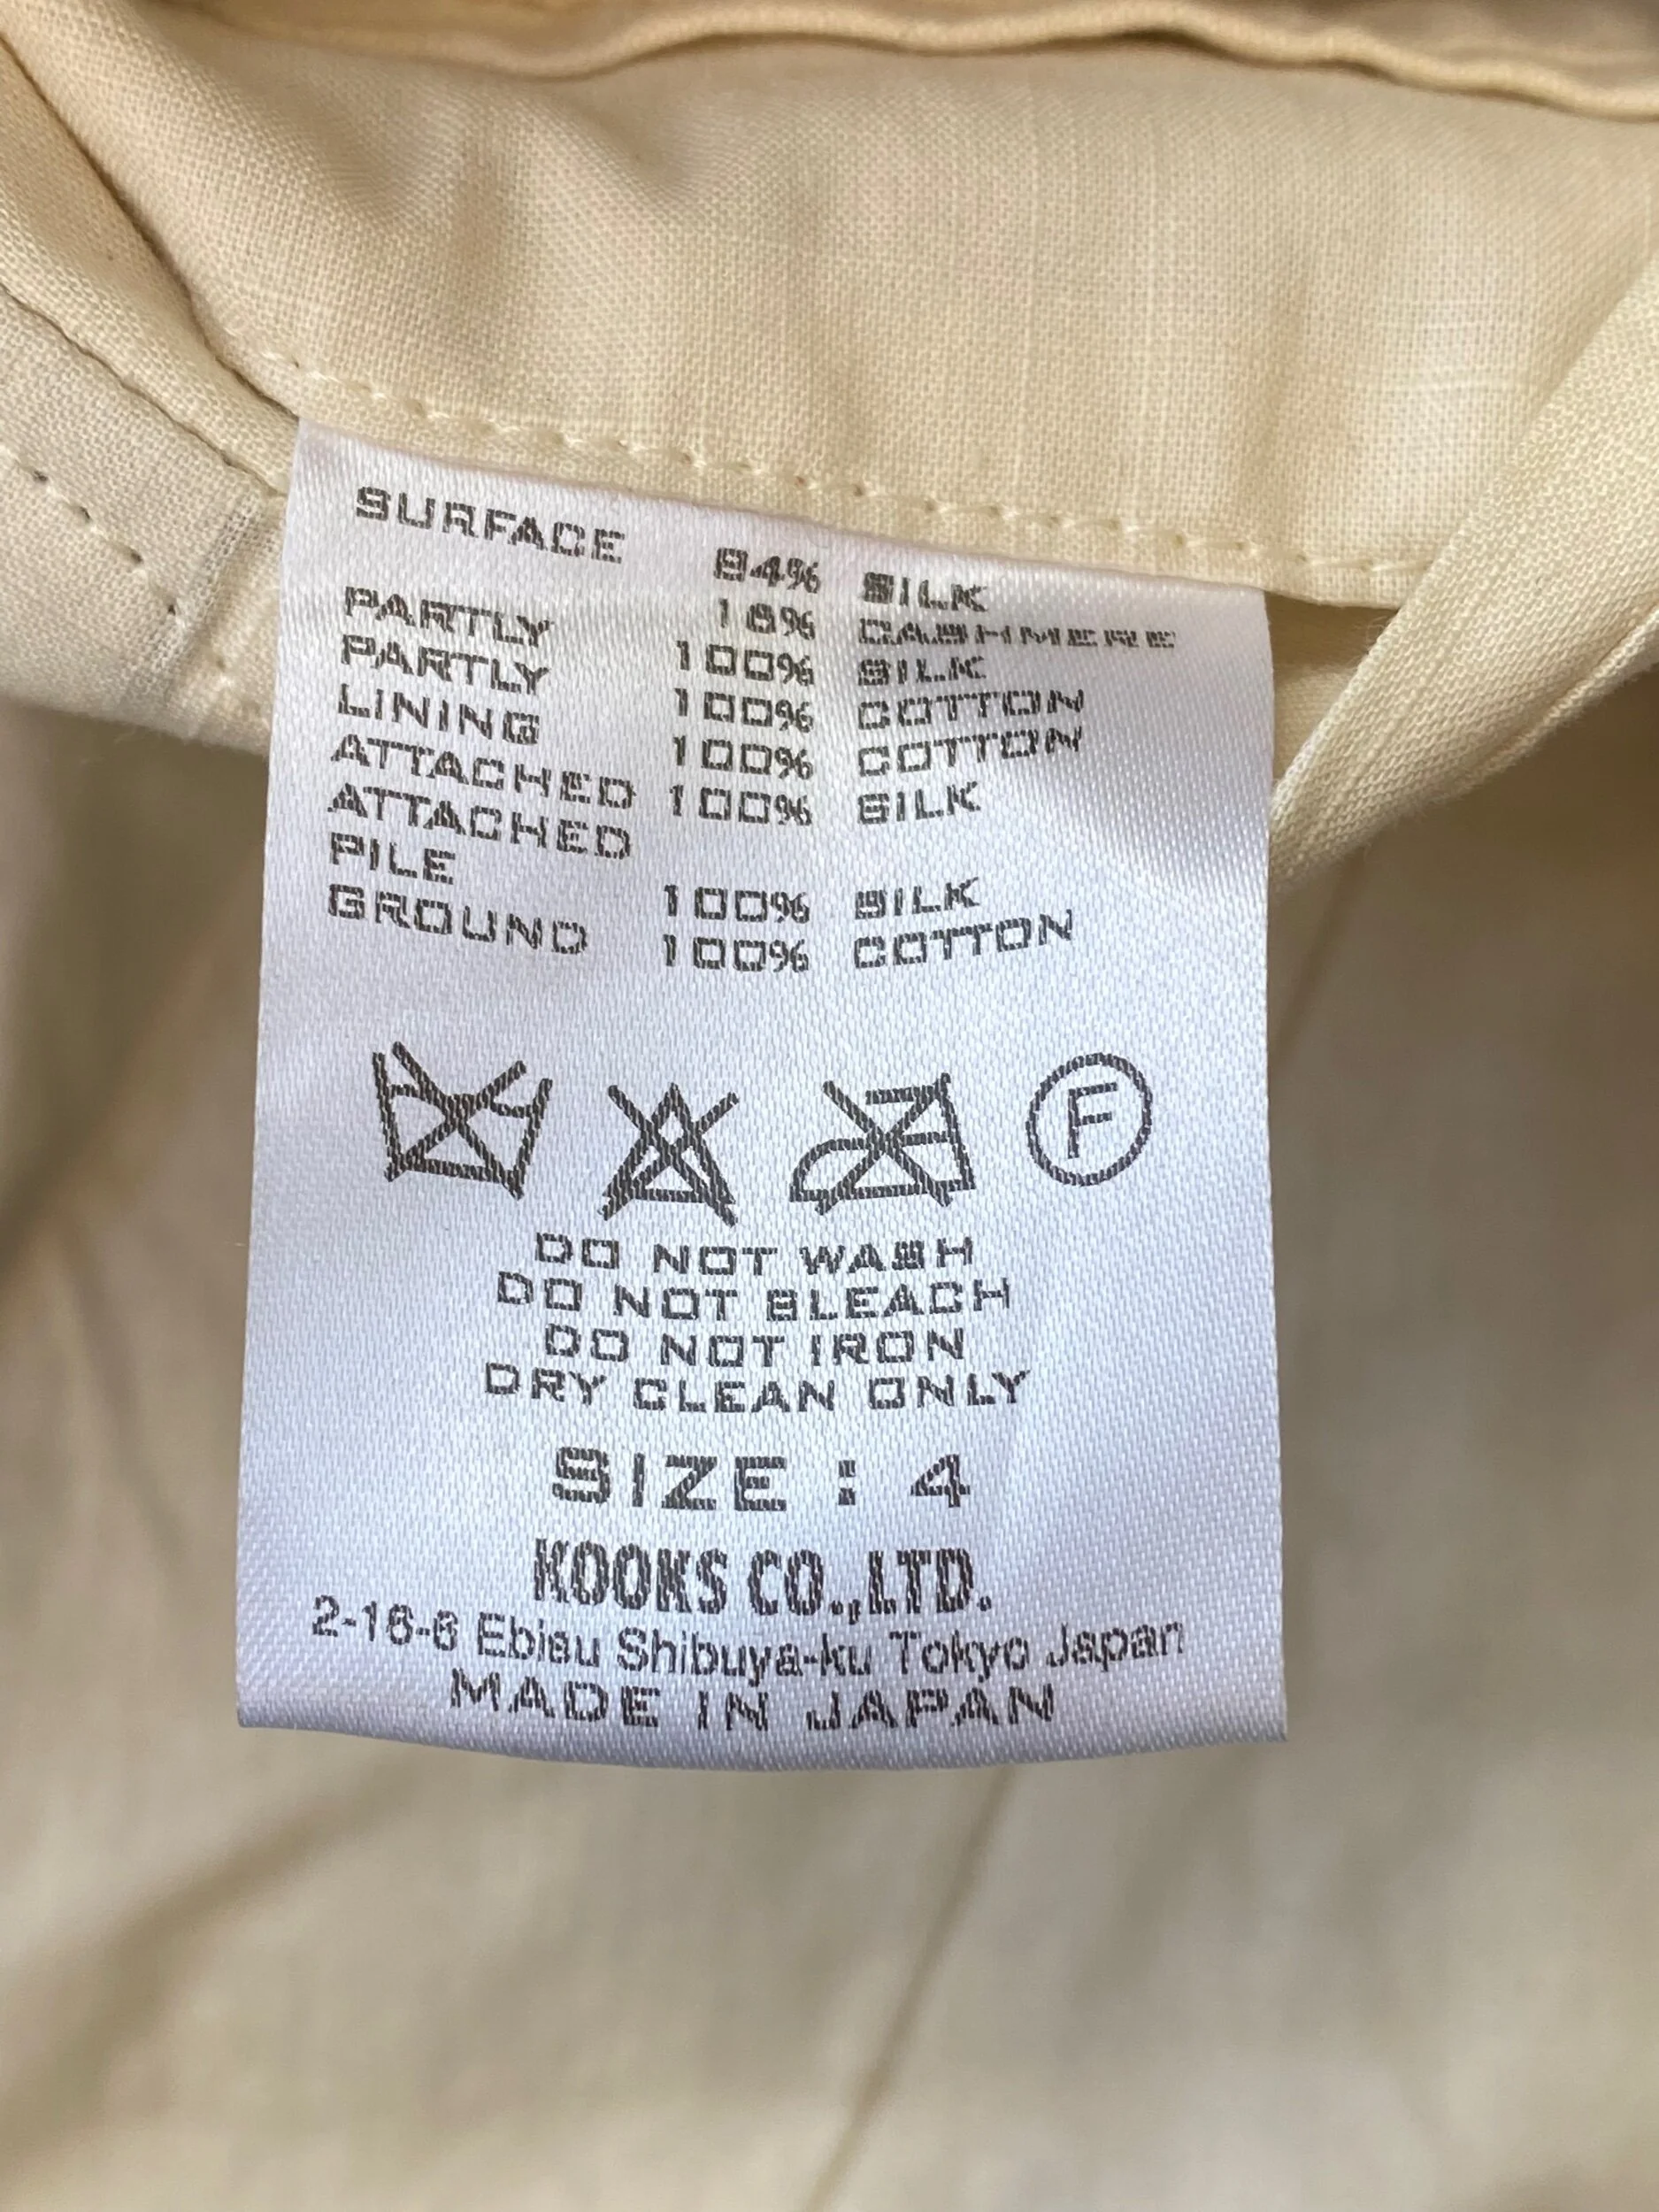 SURFACE 84% SILK
16% CASHMERE
PARTLY 100% SILK
PARTLY 100% COTTON
LINING 100% COTTON
ATTACHED 100% SILK
ATTACHED
PILE 100% SILK
GROUND 100% COTTON
F
DO NOT WASH
DO NOT BLEACH
DO NOT IRON
DRY CLEAN ONLY
SIZE : 4
KOOKS CO.,LTD.
2-16-6 Ebisu Shibuya-ku Tokyo Japan
MADE IN JAPAN